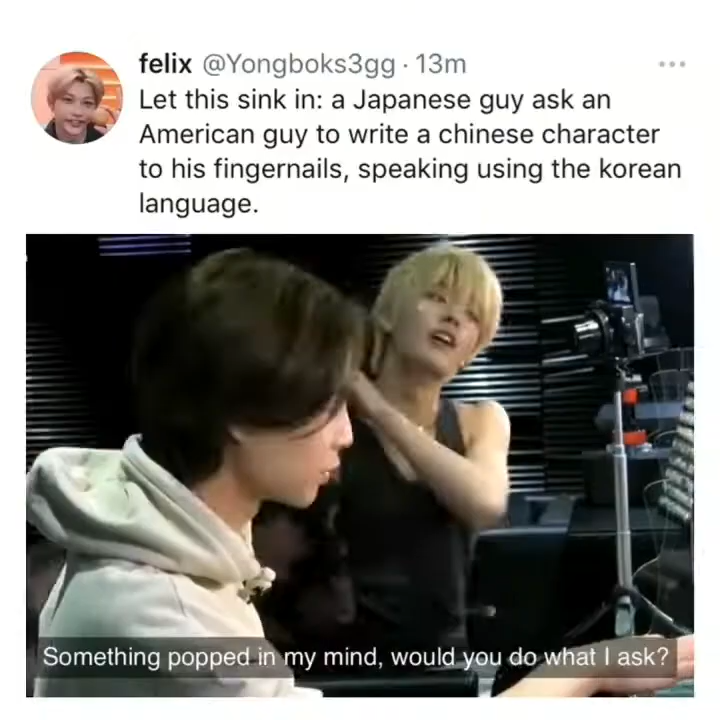 felix @Yongboks3gg · 13m
Let this sink in: a Japanese guy ask an
American guy to write a chinese character
to his fingernails, speaking using the korean
language.
Something popped in my mind, would you do what I ask?